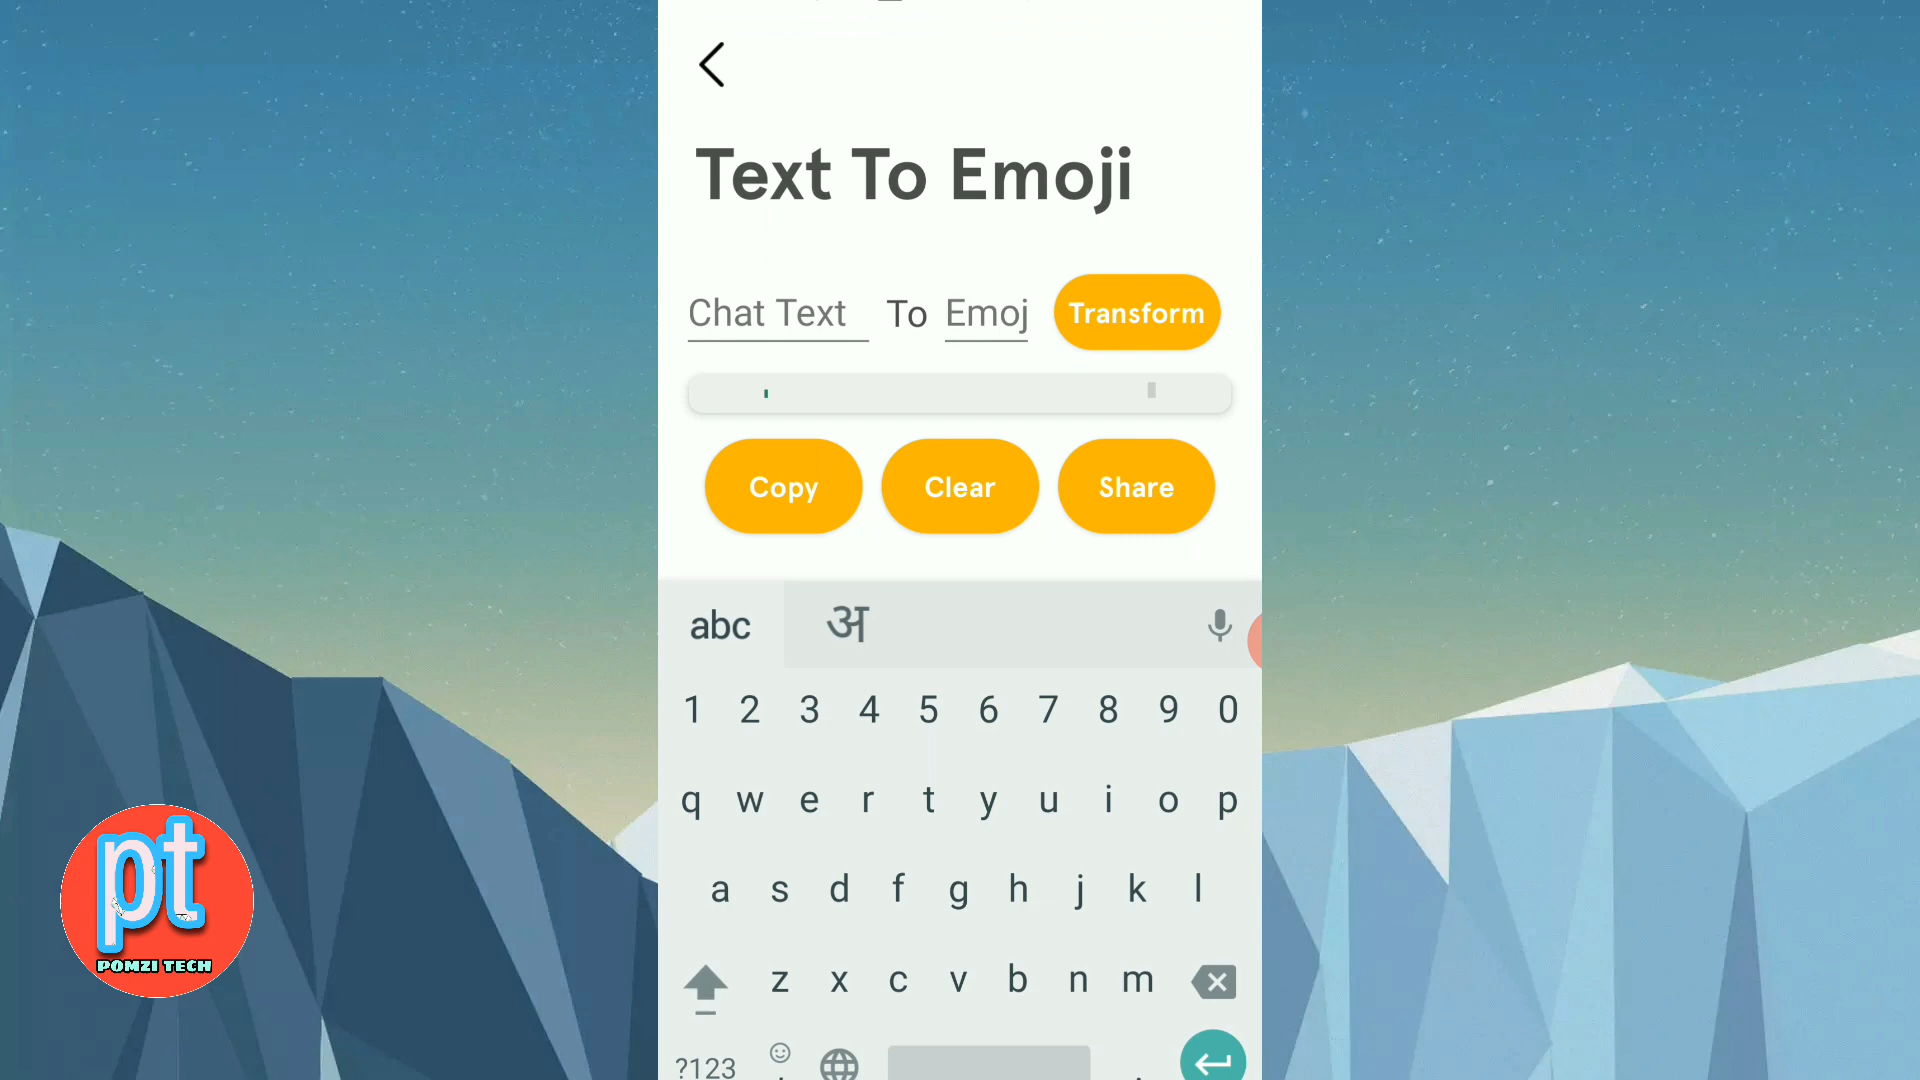 Text To Emoji
Chat Text To Emoj Transform
Copy Clear Share
abc अ
1 2 3 4 5 6 7 8 9 0
q w e r t y u i o p
a s d f g h j k l
z x c v b n m
?123
pt
POMZI TECH